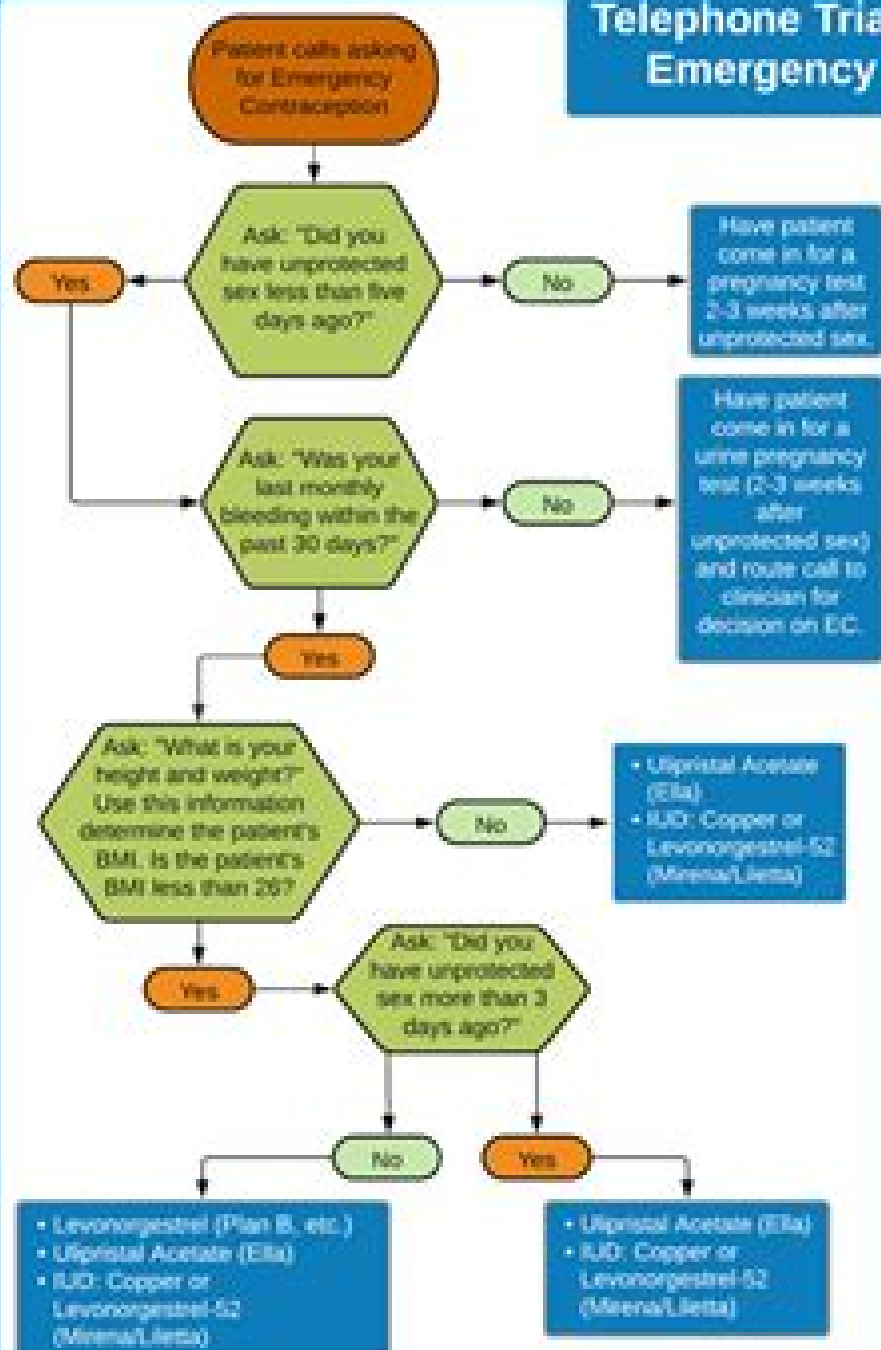 Telephone Tria
Emergency
Patient calls asking
for Emergency
Contraception
Ask: "Did you
have unprotected
sex less than five
days ago?"
Yes
No
Have patient
come in for a
pregnancy test
2-3 weeks after
unprotected sex.
Ask: "Was your
last monthly
bleeding within the
past 30 days?"
No
Have patient
come in for a
urine pregnancy
test (2-3 weeks
after
unprotected sex)
and route call to
clinician for
decision on EC.
Yes
Ask: "What is your
height and weight?"
Use this information
determine the patient's
BMI. Is the patient's
BMI less than 26?
No
• Ulipristal Acetate
(Ella)
• IUD: Copper or
Levonorgestrel-52
(Mirena/Liletta)
Yes
Ask: "Did you
have unprotected
sex more than 3
days ago?"
No
Yes
• Levonorgestrel (Plan B, etc.)
• Ulipristal Acetate (Ella)
• IUD: Copper or
Levonorgestrel-52
(Mirena/Liletta)
• Ulipristal Acetate (Ella)
• IUD: Copper or
Levonorgestrel-52
(Mirena/Liletta)